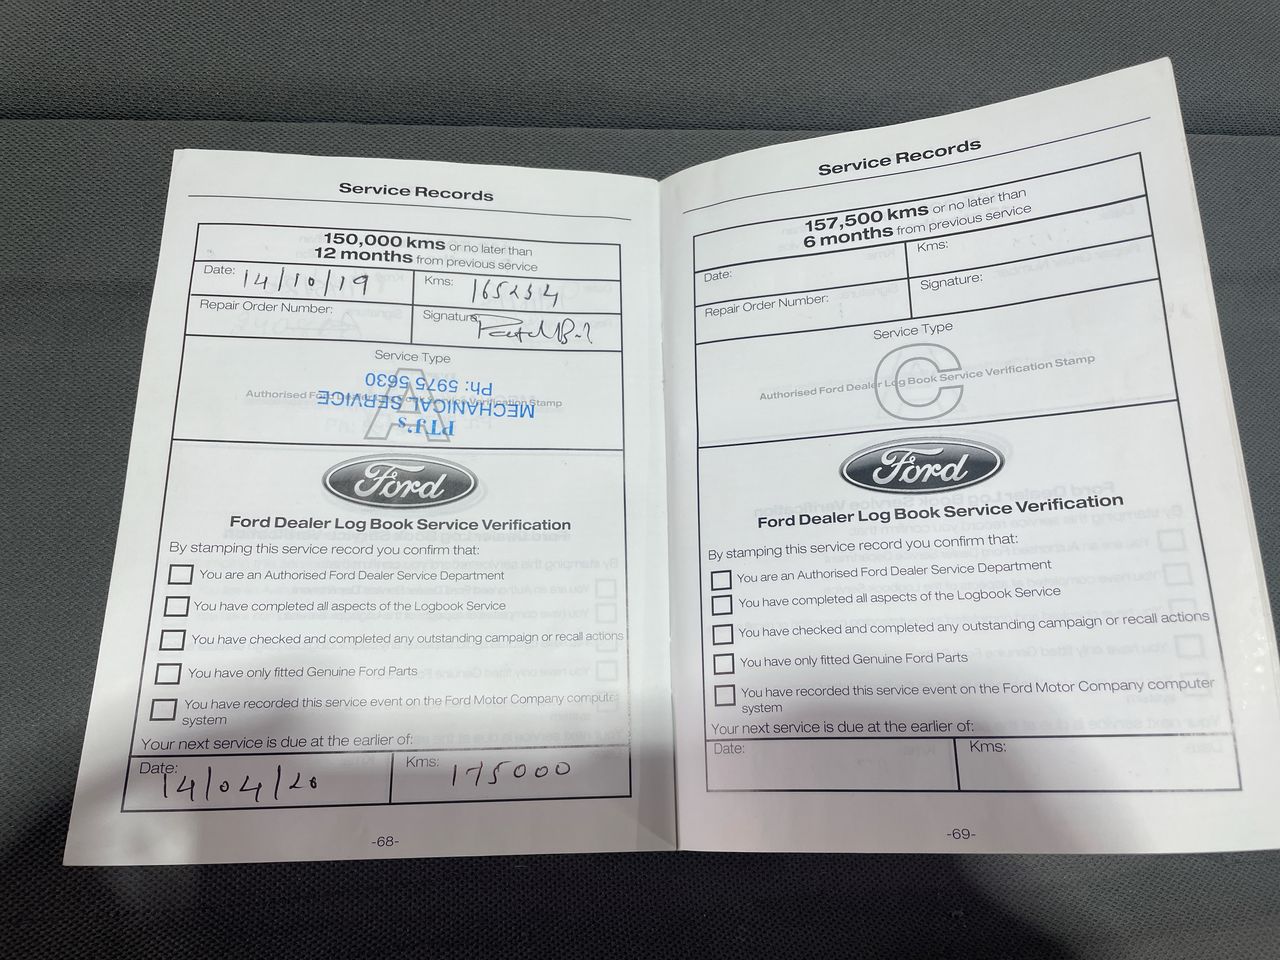 Service Records
150,000 kms or no later than
12 months from previous service
Date: 14/10/19
Kms: 165234
Repair Order Number:
Signature:
Service Type
A
Authorised Ford Dealer Log Book Service Verification Stamp
PTJ's
MECHANICAL SERVICE
Ph: 5975 5630
Ford
Ford Dealer Log Book Service Verification
By stamping this service record you confirm that:
You are an Authorised Ford Dealer Service Department
You have completed all aspects of the Logbook Service
You have checked and completed any outstanding campaign or recall actions
You have only fitted Genuine Ford Parts
You have recorded this service event on the Ford Motor Company computer
system
Your next service is due at the earlier of:
Date: 14/04/20
Kms: 175000
-68-
Service Records
157,500 kms or no later than
6 months from previous service
Date:
Kms:
Repair Order Number:
Signature:
Service Type
C
Authorised Ford Dealer Log Book Service Verification Stamp
Ford
Ford Dealer Log Book Service Verification
By stamping this service record you confirm that:
You are an Authorised Ford Dealer Service Department
You have completed all aspects of the Logbook Service
You have checked and completed any outstanding campaign or recall actions
You have only fitted Genuine Ford Parts
You have recorded this service event on the Ford Motor Company computer
system
Your next service is due at the earlier of:
Date:
Kms:
-69-